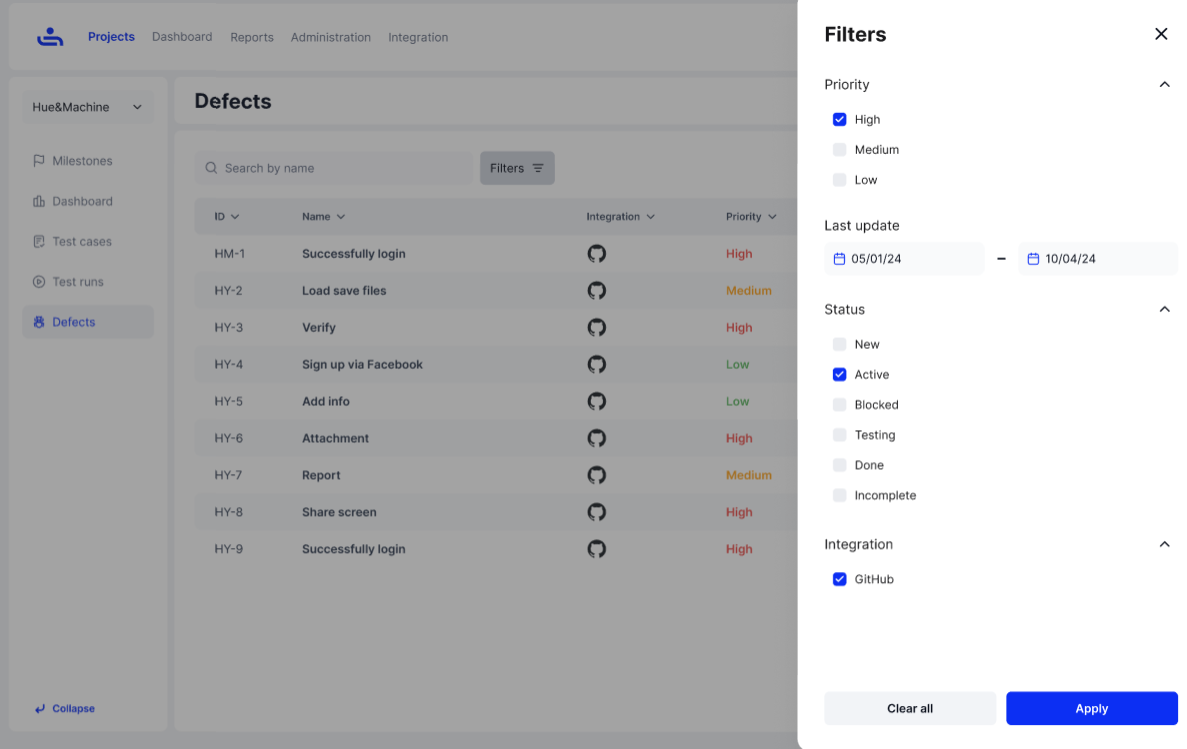 Projects Dashboard Reports Administration Integration
Hue&Machine
Milestones
Dashboard
Test cases
Test runs
Defects
Collapse
Defects
Search by name
Filters
ID Name Integration Priority
HM-1 Successfully login High
HY-2 Load save files Medium
HY-3 Verify High
HY-4 Sign up via Facebook Low
HY-5 Add info Low
HY-6 Attachment High
HY-7 Report Medium
HY-8 Share screen High
HY-9 Successfully login High
Filters
Priority
High
Medium
Low
Last update
05/01/24 – 10/04/24
Status
New
Active
Blocked
Testing
Done
Incomplete
Integration
GitHub
Clear all Apply